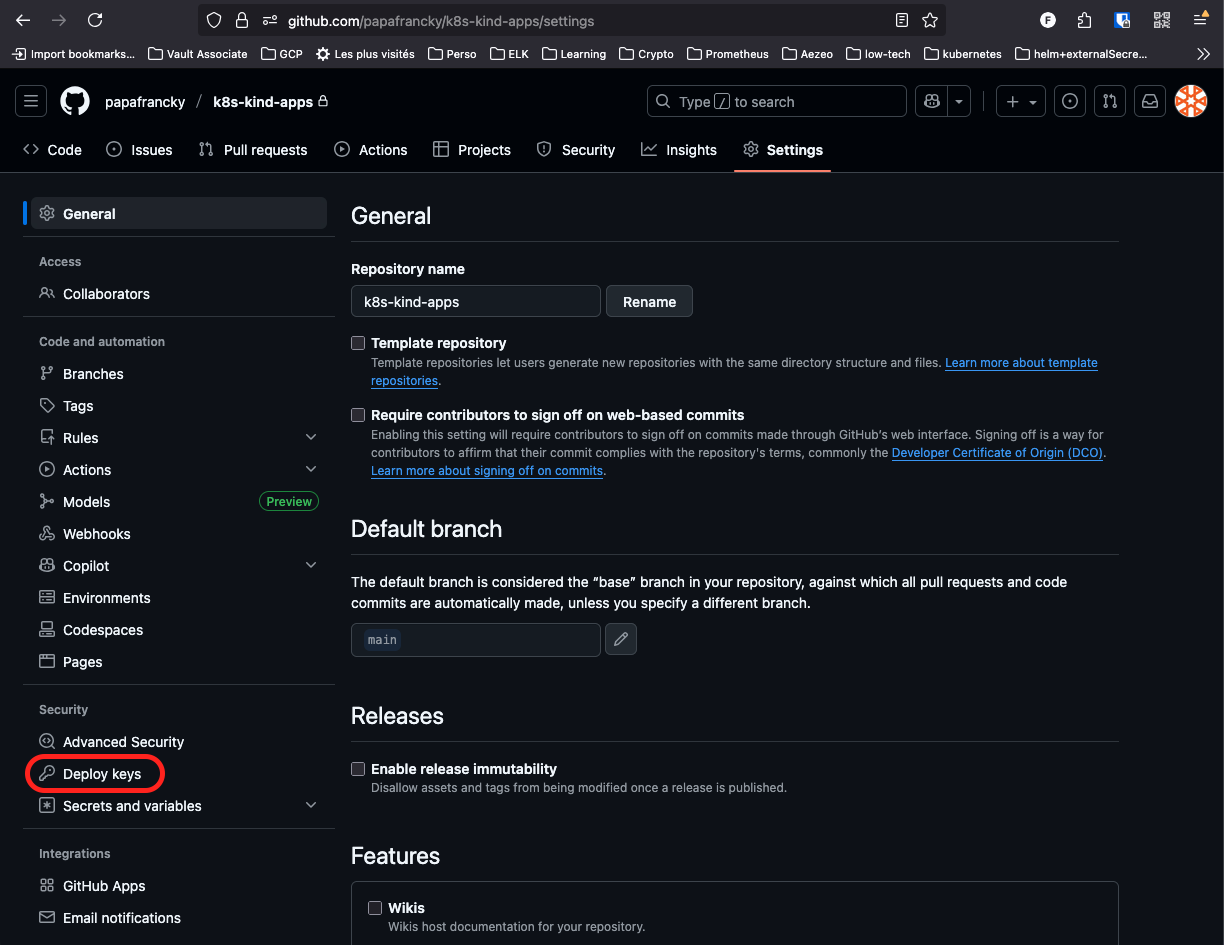 github.com/papafrancky/k8s-kind-apps/settings
F
Import bookmarks...
Vault Associate
GCP
Les plus visités
Perso
ELK
Learning
Crypto
Prometheus
Aezeo
low-tech
kubernetes
helm+externalSecre...
papafrancky / k8s-kind-apps
Type / to search
Code
Issues
Pull requests
Actions
Projects
Security
Insights
Settings
General
Access
Collaborators
Code and automation
Branches
Tags
Rules
Actions
Models Preview
Webhooks
Copilot
Environments
Codespaces
Pages
Security
Advanced Security
Deploy keys
Secrets and variables
Integrations
GitHub Apps
Email notifications
General
Repository name
k8s-kind-apps Rename
Template repository
Template repositories let users generate new repositories with the same directory structure and files. Learn more about template
repositories.
Require contributors to sign off on web-based commits
Enabling this setting will require contributors to sign off on commits made through GitHub's web interface. Signing off is a way for
contributors to affirm that their commit complies with the repository's terms, commonly the Developer Certificate of Origin (DCO).
Learn more about signing off on commits.
Default branch
The default branch is considered the “base” branch in your repository, against which all pull requests and code
commits are automatically made, unless you specify a different branch.
main
Releases
Enable release immutability
Disallow assets and tags from being modified once a release is published.
Features
Wikis
Wikis host documentation for your repository.